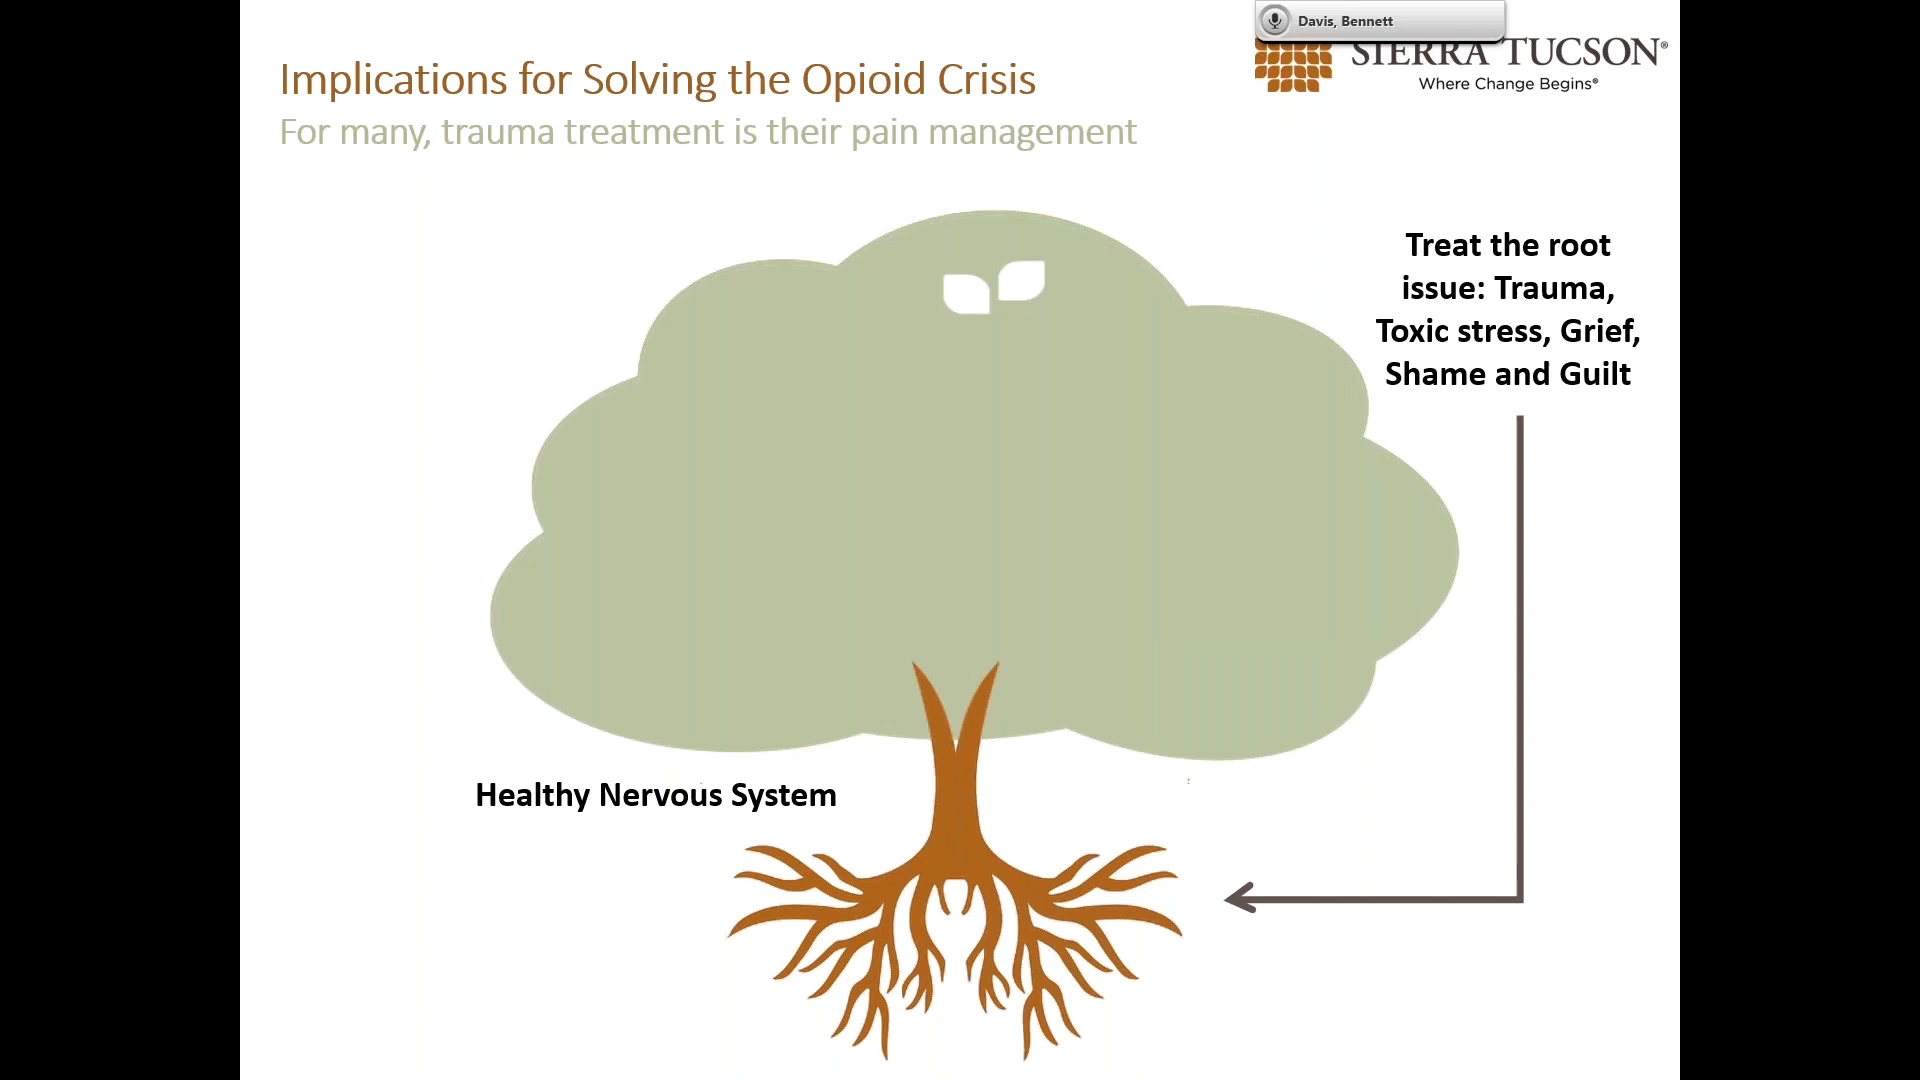 Davis, Bennett
SIERRA TUCSON®
Where Change Begins®
Implications for Solving the Opioid Crisis
For many, trauma treatment is their pain management
Treat the root
issue: Trauma,
Toxic stress, Grief,
Shame and Guilt
Healthy Nervous System